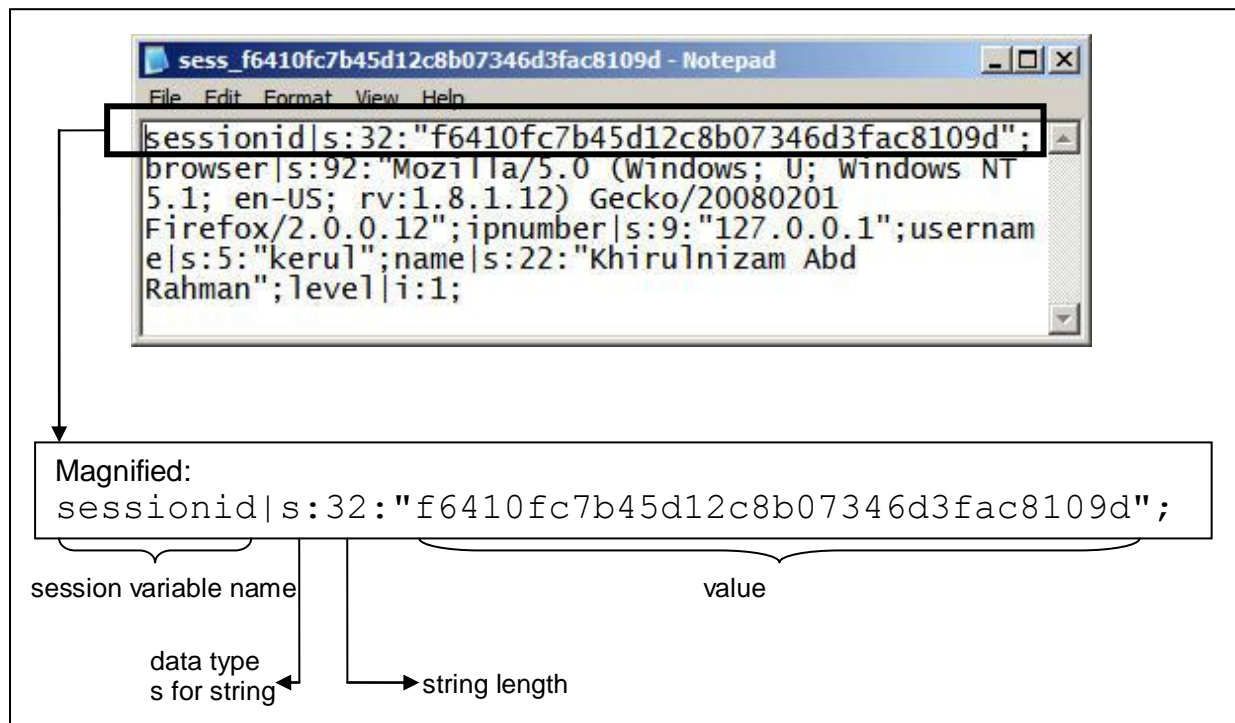 sess_f6410fc7b45d12c8b07346d3fac8109d - Notepad
File Edit Format View Help
sessionid|s:32:"f6410fc7b45d12c8b07346d3fac8109d";
browser|s:92:"Mozilla/5.0 (Windows; U; Windows NT
5.1; en-US; rv:1.8.1.12) Gecko/20080201
Firefox/2.0.0.12";ipnumber|s:9:"127.0.0.1";usernam
e|s:5:"kerul";name|s:22:"Khirulnizam Abd
Rahman";level|i:1;
Magnified:
sessionid|s:32:"f6410fc7b45d12c8b07346d3fac8109d";
session variable name
value
data type
s for string
string length